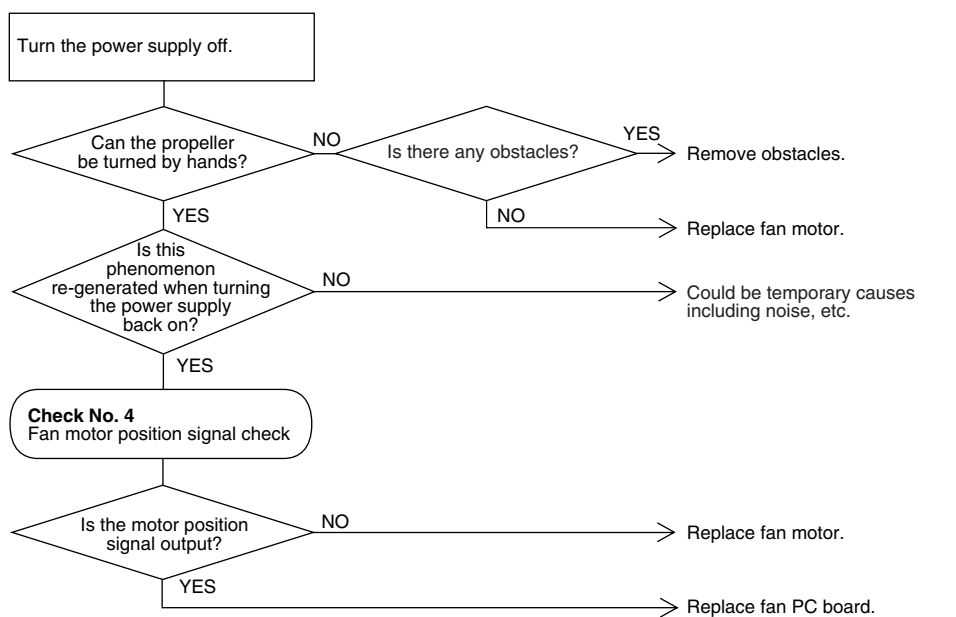 Turn the power supply off.
Can the propeller
be turned by hands?
NO
Is there any obstacles?
YES
Remove obstacles.
NO
Replace fan motor.
YES
Is this
phenomenon
re-generated when turning
the power supply
back on?
NO
Could be temporary causes
including noise, etc.
YES
Check No. 4
Fan motor position signal check
Is the motor position
signal output?
NO
Replace fan motor.
YES
Replace fan PC board.